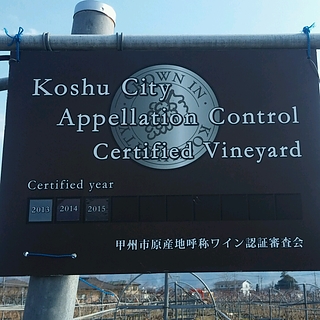 Koshu City
Appellation Control
Certified Vineyard
Certified year
2013 2014 2015
甲州市原産地呼称ワイン認証審査会